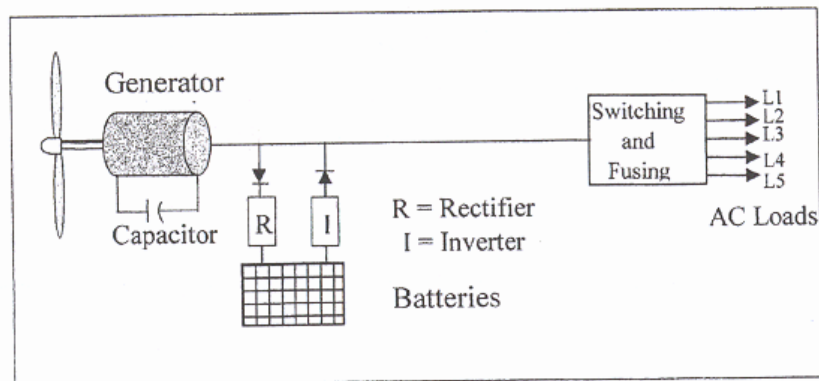 Generator
Capacitor
R
I
R = Rectifier
I = Inverter
Batteries
Switching
and
Fusing
L1
L2
L3
L4
L5
AC Loads